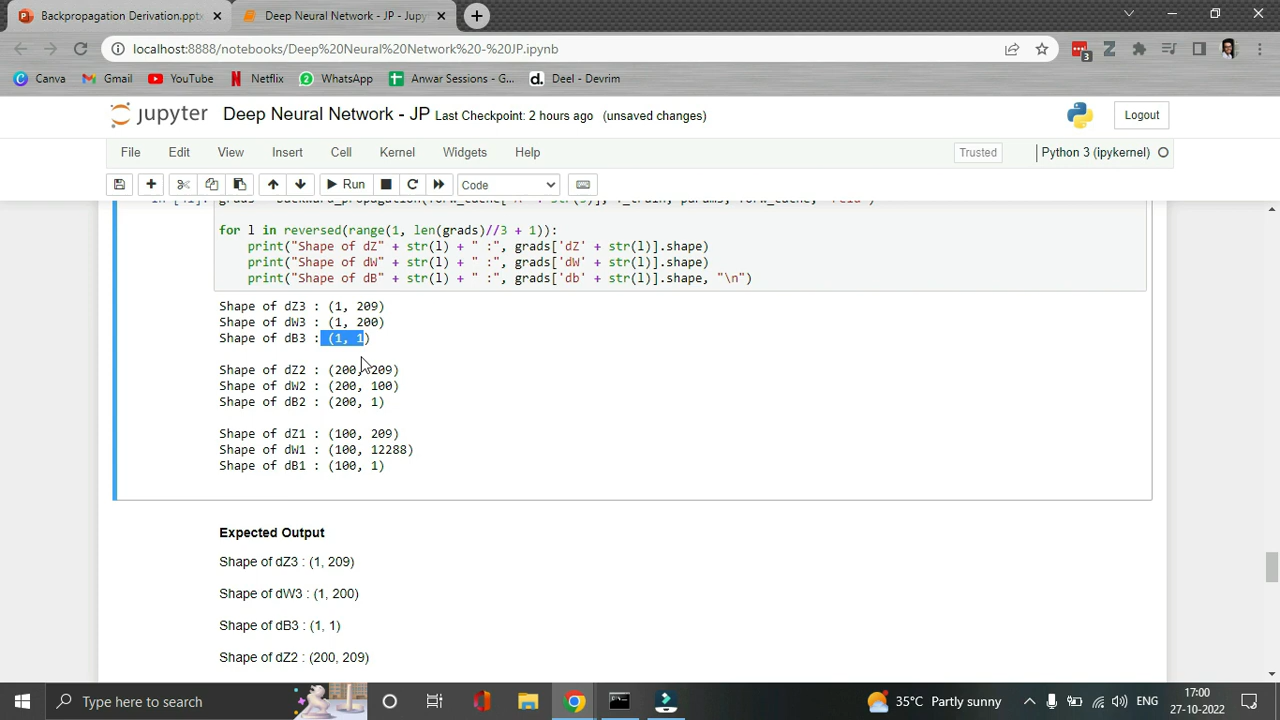 Backpropagation Derivation.pptx
Deep Neural Network - JP - Jupy
localhost:8888/notebooks/Deep%20Neural%20Network%20-%20JP.ipynb
3
Canva
Gmail
YouTube
Netflix
WhatsApp
Anwar Sessions - G...
Deel - Devrim
jupyter
Deep Neural Network - JP
Last Checkpoint: 2 hours ago
(unsaved changes)
Logout
File
Edit
View
Insert
Cell
Kernel
Widgets
Help
Trusted
Python 3 (ipykernel)
Run
Code
for l in reversed(range(1, len(grads)//3 + 1)):
print("Shape of dZ" + str(l) + " :", grads['dZ' + str(l)].shape)
print("Shape of dW" + str(l) + " :", grads['dW' + str(l)].shape)
print("Shape of dB" + str(l) + " :", grads['db' + str(l)].shape, "\n")
Shape of dZ3 : (1, 209)
Shape of dW3 : (1, 200)
Shape of dB3 : (1, 1)
Shape of dZ2 : (200, 209)
Shape of dW2 : (200, 100)
Shape of dB2 : (200, 1)
Shape of dZ1 : (100, 209)
Shape of dW1 : (100, 12288)
Shape of dB1 : (100, 1)
Expected Output
Shape of dZ3 : (1, 209)
Shape of dW3 : (1, 200)
Shape of dB3 : (1, 1)
Shape of dZ2 : (200, 209)
Type here to search
35°C Partly sunny
ENG
17:00
27-10-2022